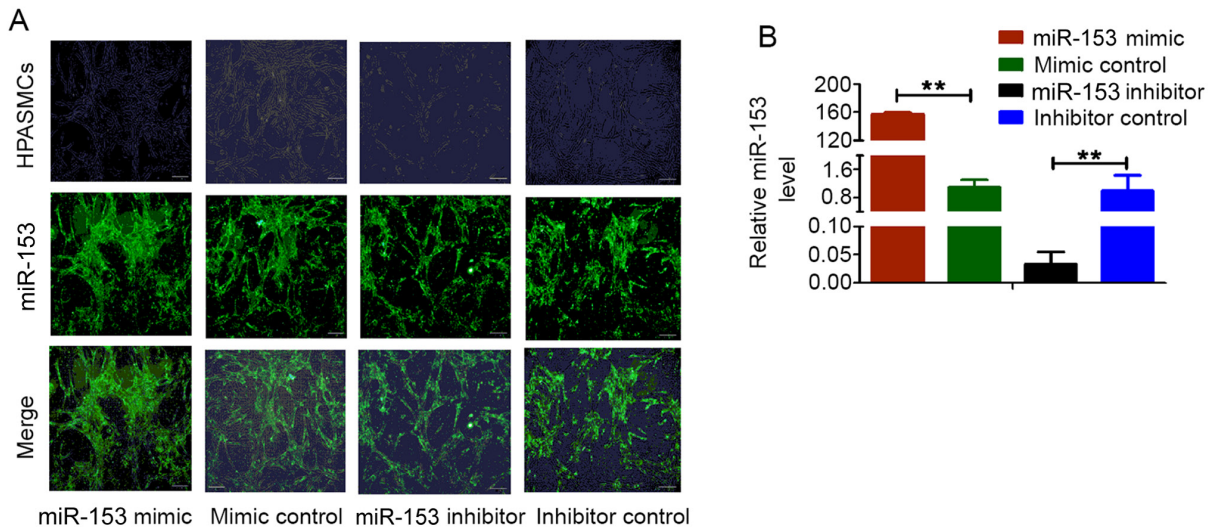 A
HPASMCs
miR-153
Merge
miR-153 mimic
Mimic control
miR-153 inhibitor
Inhibitor control
B
miR-153 mimic
Mimic control
miR-153 inhibitor
Inhibitor control
Relative miR-153
level
200
160
120
1.6
0.8
0.10
0.05
0.00
**
**